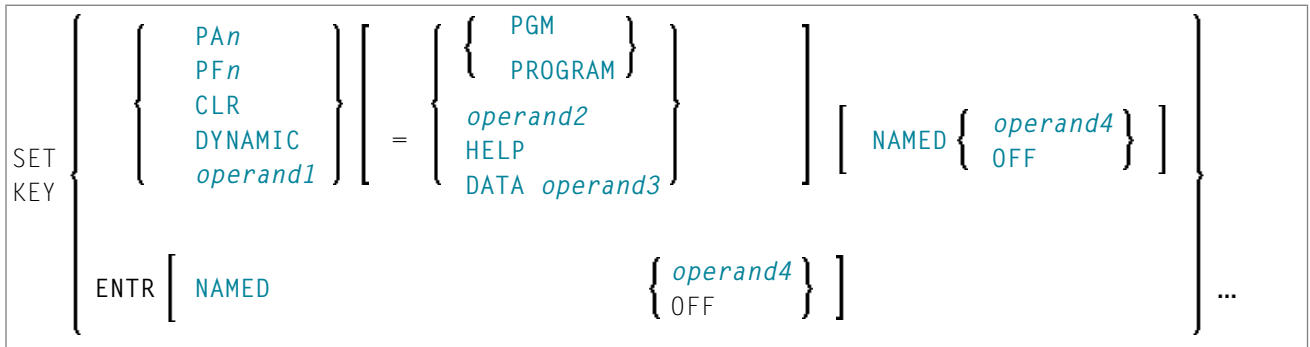 PAn
PFn
CLR
DYNAMIC
operand1
=
PGM
PROGRAM
operand2
HELP
DATA operand3
NAMED
operand4
OFF
SET
KEY
ENTR
NAMED
operand4
OFF
...